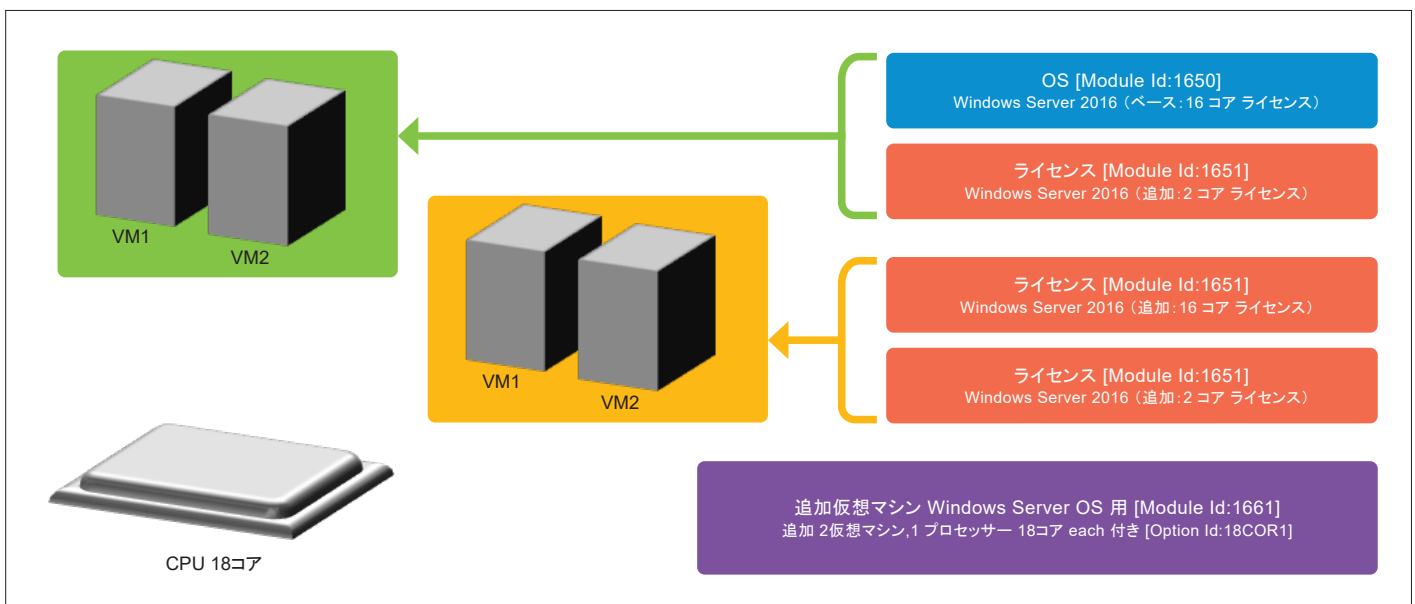 OS [Module Id:1650]
Windows Server 2016 （ベース：16 コア ライセンス）
ライセンス [Module Id:1651]
Windows Server 2016 （追加：2 コア ライセンス）
VM1
VM2
ライセンス [Module Id:1651]
Windows Server 2016 （追加：16 コア ライセンス）
ライセンス [Module Id:1651]
Windows Server 2016 （追加：2 コア ライセンス）
VM1
VM2
追加仮想マシン Windows Server OS 用 [Module Id:1661]
追加 2仮想マシン,1 プロセッサー 18コア each 付き [Option Id:18COR1]
CPU 18コア